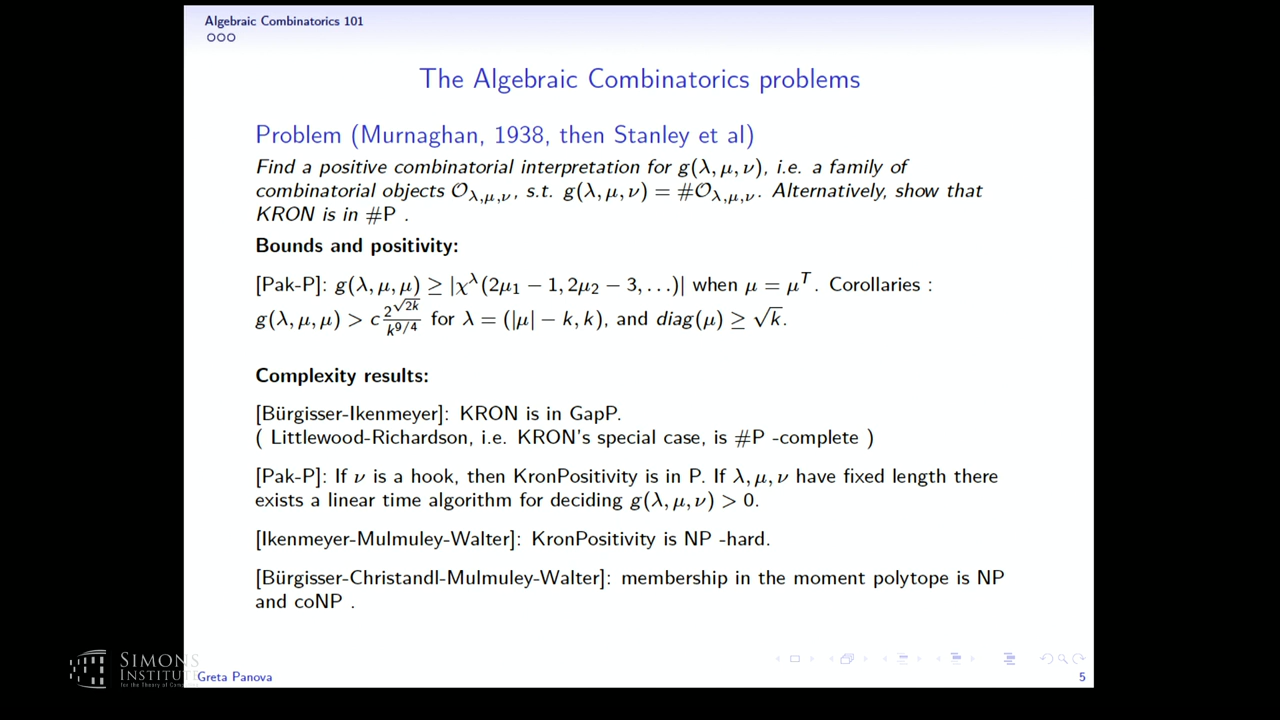 Algebraic Combinatorics 101
The Algebraic Combinatorics problems
Problem (Murnaghan, 1938, then Stanley et al)
Find a positive combinatorial interpretation for g(λ, μ, ν), i.e. a family of
combinatorial objects 𝒪_{λ,μ,ν}, s.t. g(λ, μ, ν) = #𝒪_{λ,μ,ν}. Alternatively, show that
KRON is in #P .
Bounds and positivity:
[Pak-P]: g(λ, μ, μ) ≥ |χ^λ(2μ₁ − 1, 2μ₂ − 3, . . .)| when μ = μ^T. Corollaries :
g(λ, μ, μ) > c 2^{√2k}/k^{9/4} for λ = (|μ| − k, k), and diag(μ) ≥ √k.
Complexity results:
[Bürgisser-Ikenmeyer]: KRON is in GapP.
( Littlewood-Richardson, i.e. KRON's special case, is #P -complete )
[Pak-P]: If ν is a hook, then KronPositivity is in P. If λ, μ, ν have fixed length there
exists a linear time algorithm for deciding g(λ, μ, ν) > 0.
[Ikenmeyer-Mulmuley-Walter]: KronPositivity is NP -hard.
[Bürgisser-Christandl-Mulmuley-Walter]: membership in the moment polytope is NP
and coNP .
SIMONS
INSTITUTE
Greta Panova
5